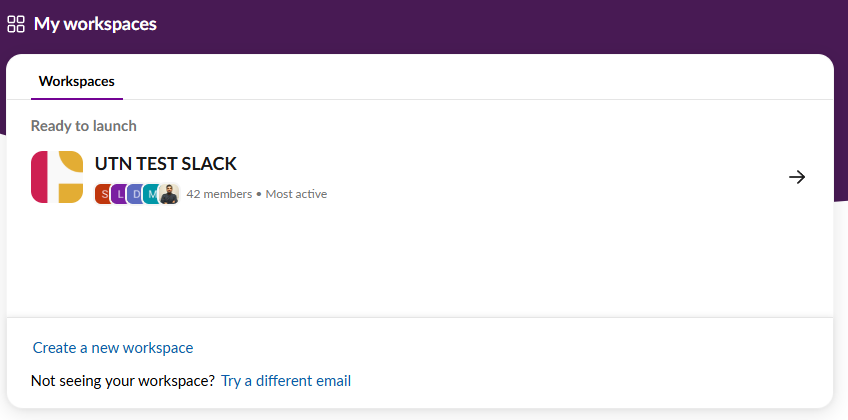 My workspaces
Workspaces
Ready to launch
UTN TEST SLACK
S L D M 42 members • Most active
Create a new workspace
Not seeing your workspace? Try a different email